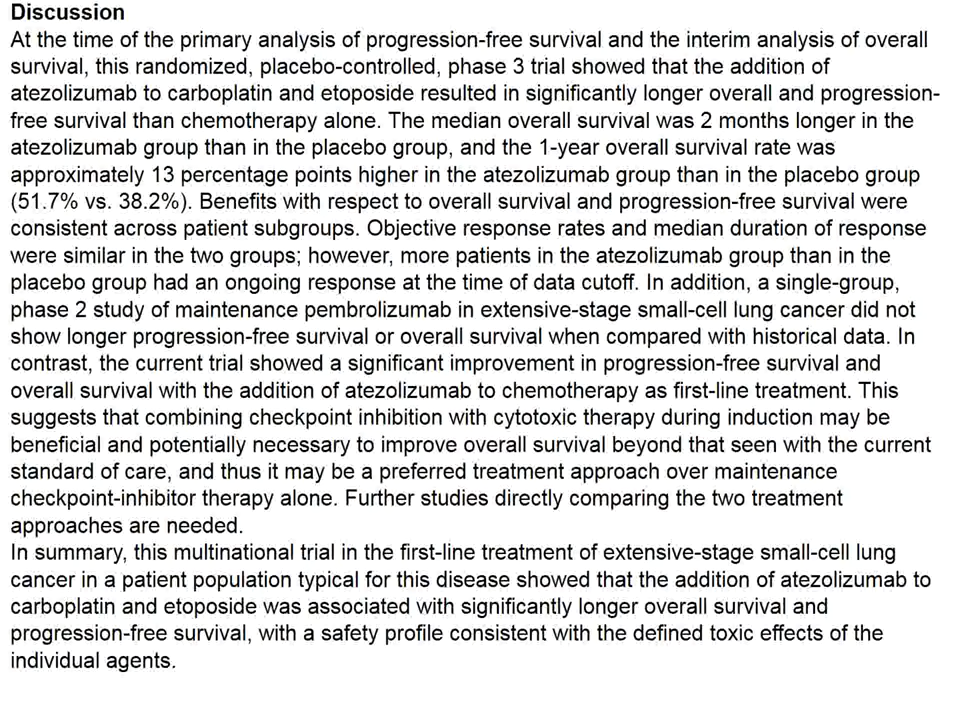 Discussion
At the time of the primary analysis of progression-free survival and the interim analysis of overall
survival, this randomized, placebo-controlled, phase 3 trial showed that the addition of
atezolizumab to carboplatin and etoposide resulted in significantly longer overall and progression-
free survival than chemotherapy alone. The median overall survival was 2 months longer in the
atezolizumab group than in the placebo group, and the 1-year overall survival rate was
approximately 13 percentage points higher in the atezolizumab group than in the placebo group
(51.7% vs. 38.2%). Benefits with respect to overall survival and progression-free survival were
consistent across patient subgroups. Objective response rates and median duration of response
were similar in the two groups; however, more patients in the atezolizumab group than in the
placebo group had an ongoing response at the time of data cutoff. In addition, a single-group,
phase 2 study of maintenance pembrolizumab in extensive-stage small-cell lung cancer did not
show longer progression-free survival or overall survival when compared with historical data. In
contrast, the current trial showed a significant improvement in progression-free survival and
overall survival with the addition of atezolizumab to chemotherapy as first-line treatment. This
suggests that combining checkpoint inhibition with cytotoxic therapy during induction may be
beneficial and potentially necessary to improve overall survival beyond that seen with the current
standard of care, and thus it may be a preferred treatment approach over maintenance
checkpoint-inhibitor therapy alone. Further studies directly comparing the two treatment
approaches are needed.
In summary, this multinational trial in the first-line treatment of extensive-stage small-cell lung
cancer in a patient population typical for this disease showed that the addition of atezolizumab to
carboplatin and etoposide was associated with significantly longer overall survival and
progression-free survival, with a safety profile consistent with the defined toxic effects of the
individual agents.